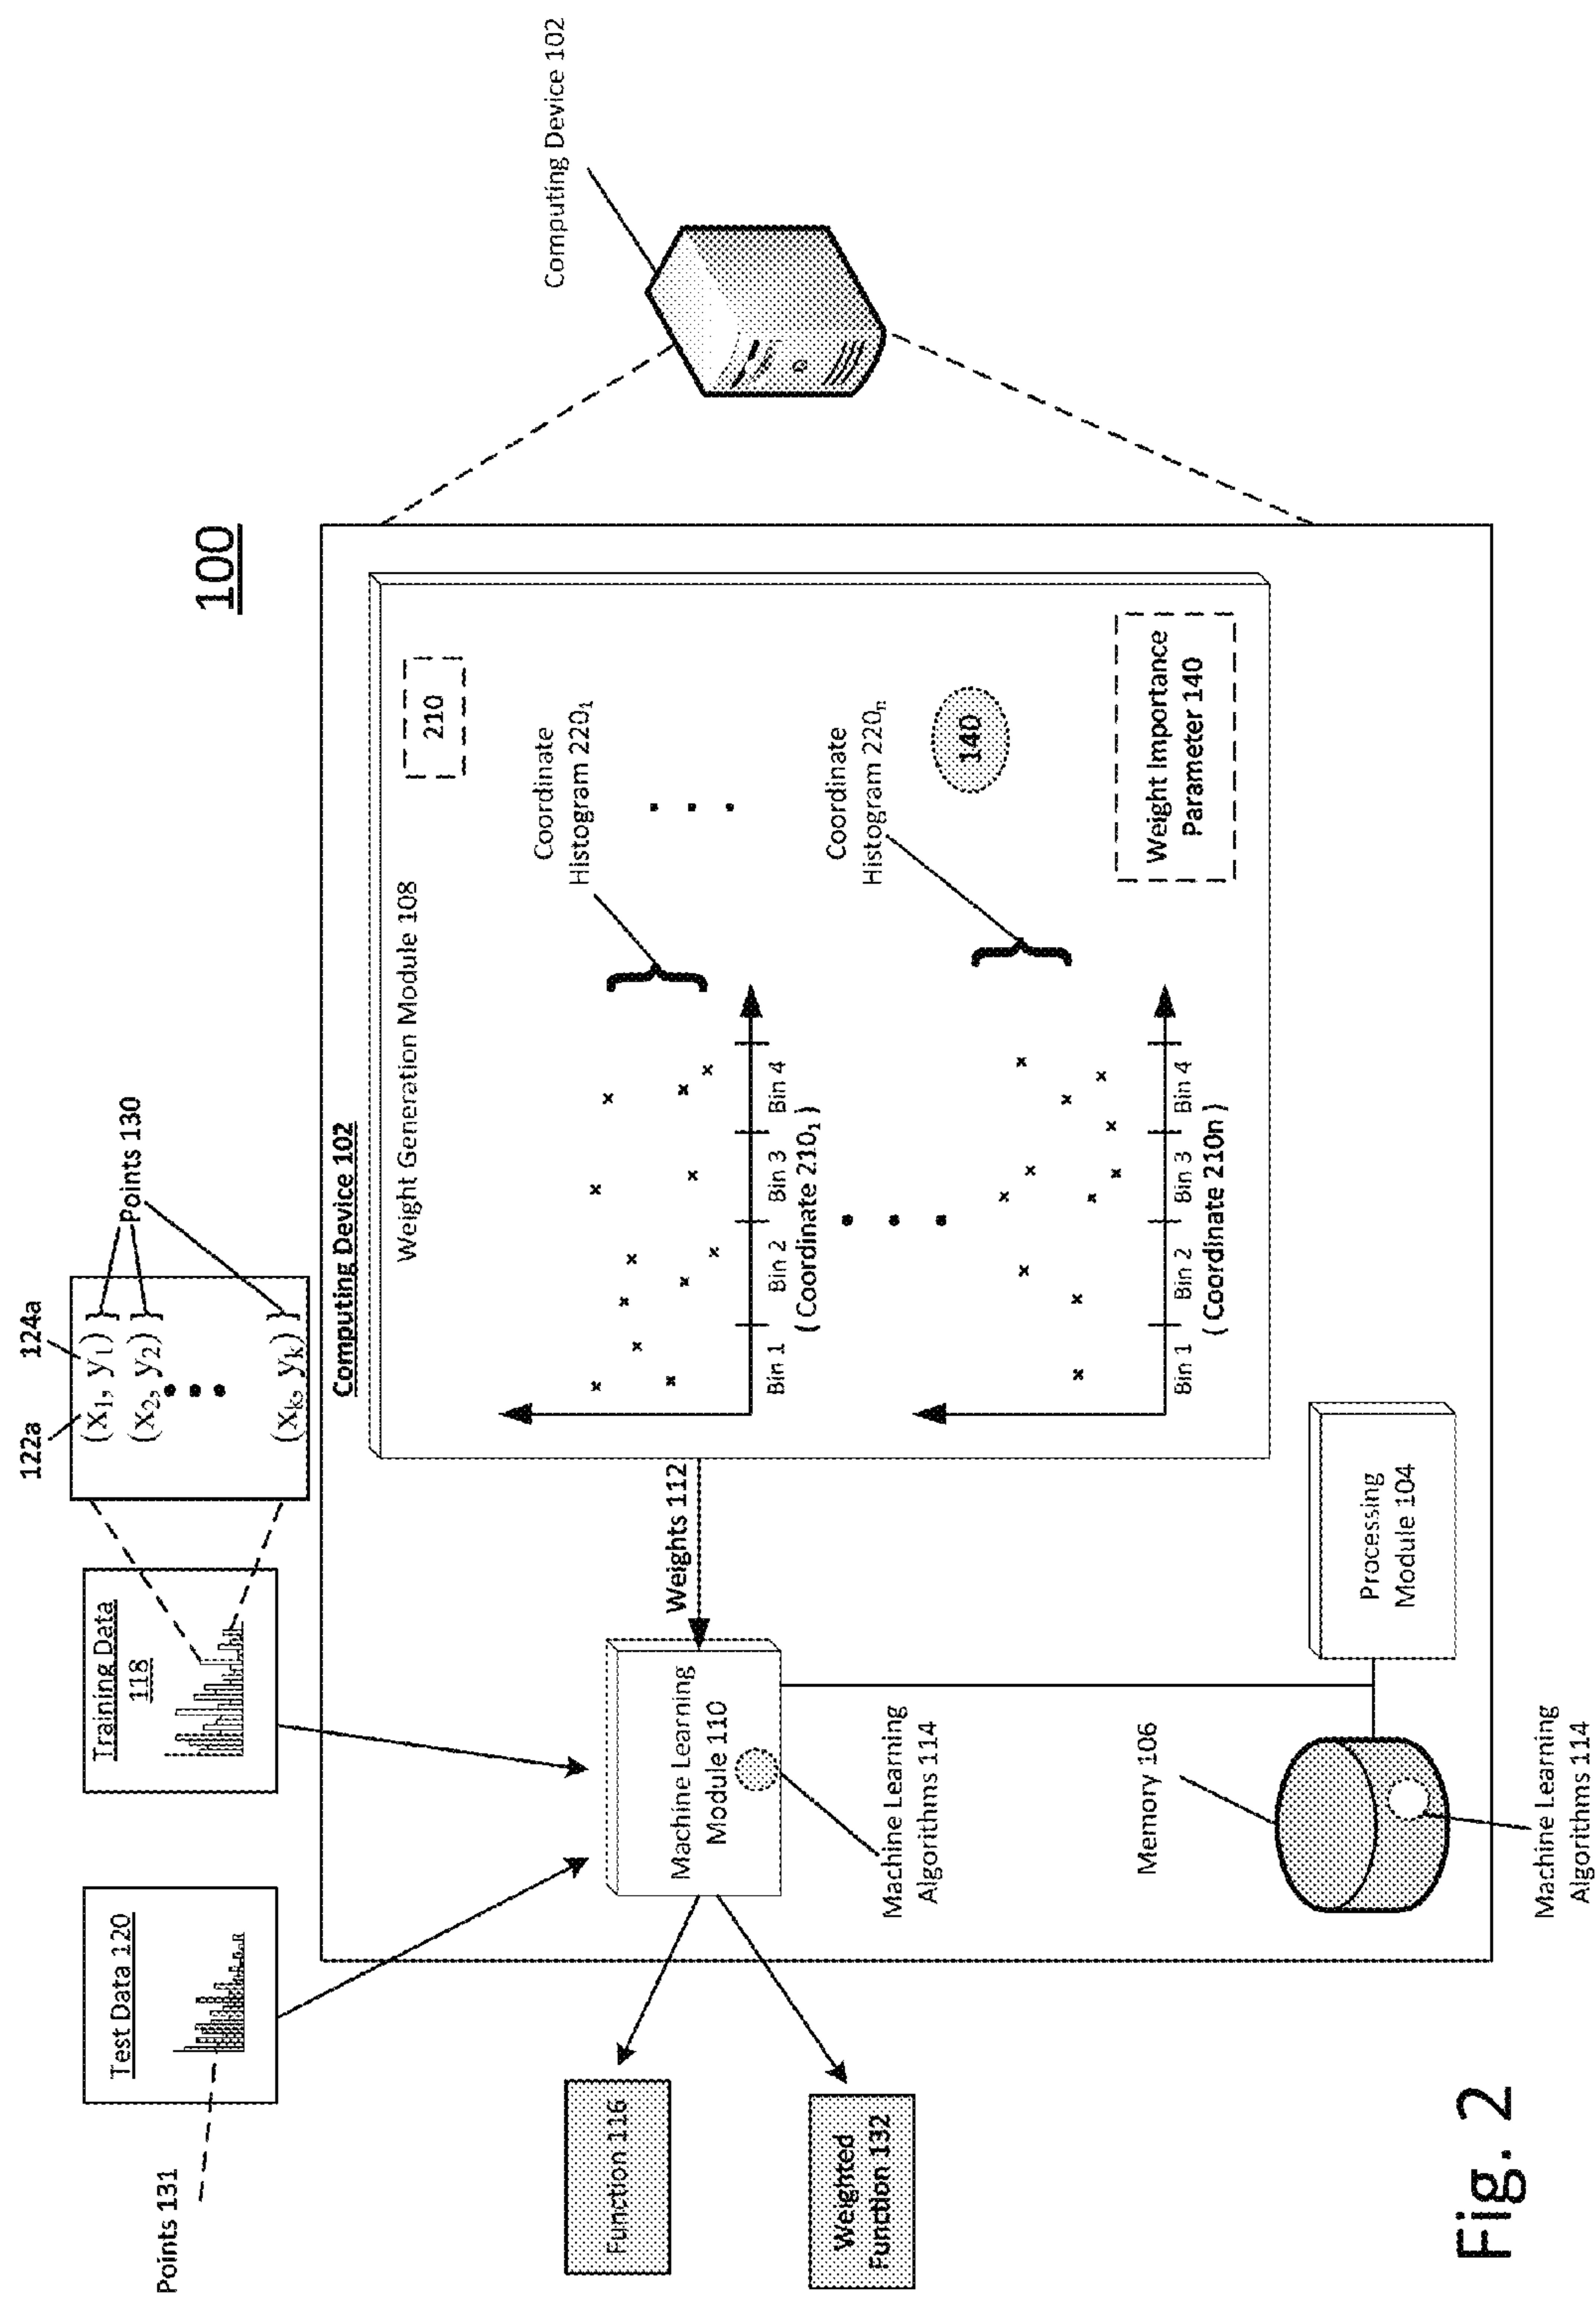 100
Points 131
Test Data 120
Training Data
118
122a
124a
(x1, y1) }
(x2, y2) }
(xk, yk) }
Points 130
Computing Device 102
Computing Device 102
Function 116
Weighted
Function 132
Machine Learning
Module 110
Machine Learning
Algorithms 114
Weights 112
Weight Generation Module 108
210
Coordinate
Histogram 220₁
Bin 1
Bin 2
Bin 3
Bin 4
( Coordinate 210₁ )
Coordinate
Histogram 220ₙ
140
Bin 1
Bin 2
Bin 3
Bin 4
( Coordinate 210n )
Weight Importance
Parameter 140
Memory 106
Processing
Module 104
Machine Learning
Algorithms 114
Fig. 2